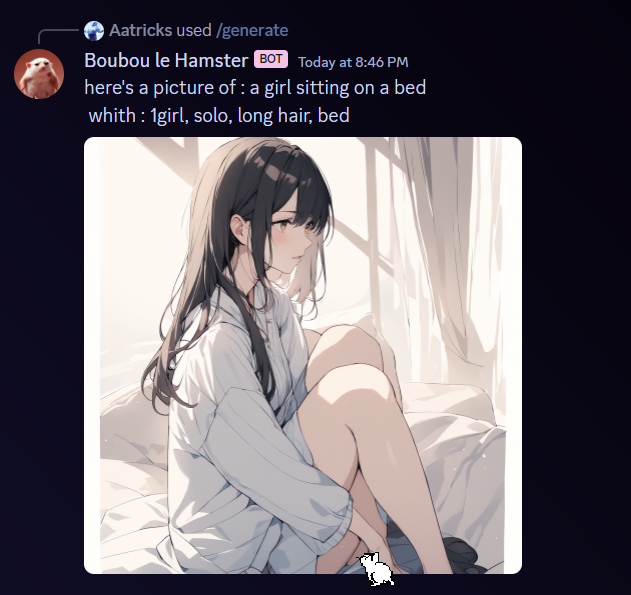 Aatricks used /generate
Boubou le Hamster BOT Today at 8:46 PM
here's a picture of : a girl sitting on a bed
whith : 1girl, solo, long hair, bed